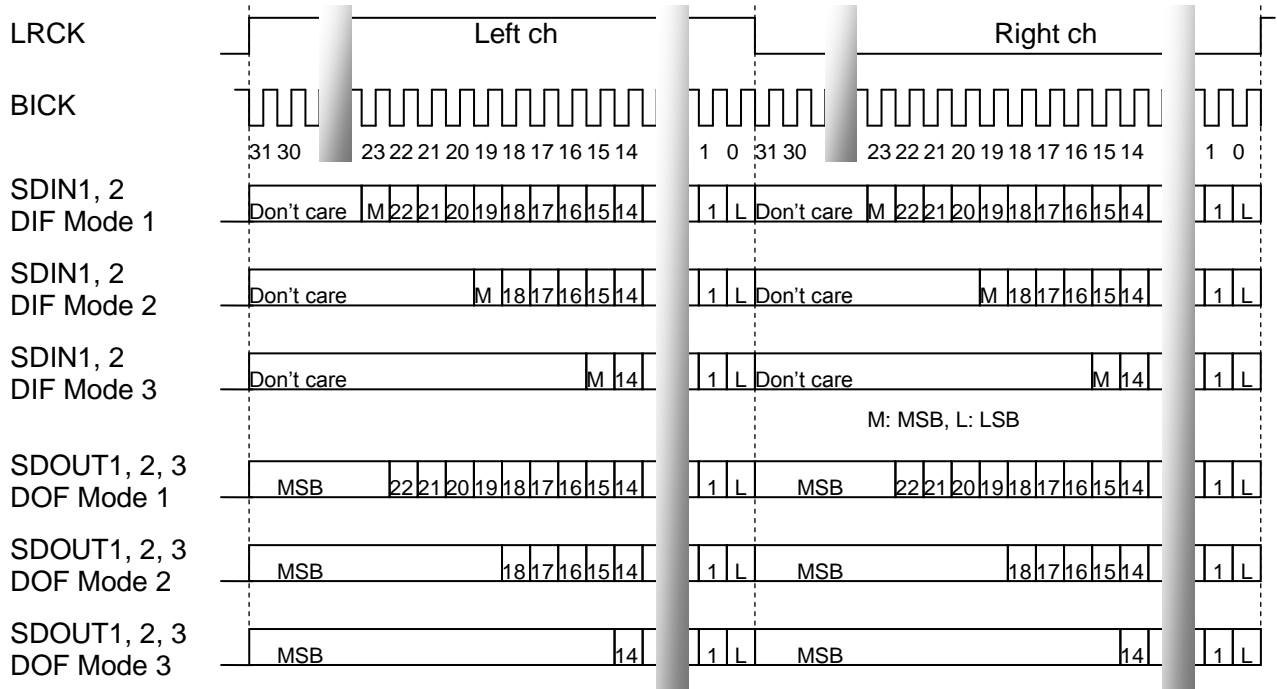 LRCK Left ch Right ch
BICK
31 30 23 22 21 20 19 18 17 16 15 14 1 0 31 30 23 22 21 20 19 18 17 16 15 14 1 0
SDIN1, 2
DIF Mode 1
Don't care M 22 21 20 19 18 17 16 15 14 1 L Don't care M 22 21 20 19 18 17 16 15 14 1 L
SDIN1, 2
DIF Mode 2
Don't care M 18 17 16 15 14 1 L Don't care M 18 17 16 15 14 1 L
SDIN1, 2
DIF Mode 3
Don't care M 14 1 L Don't care M 14 1 L
M: MSB, L: LSB
SDOUT1, 2, 3
DOF Mode 1
MSB 22 21 20 19 18 17 16 15 14 1 L MSB 22 21 20 19 18 17 16 15 14 1 L
SDOUT1, 2, 3
DOF Mode 2
MSB 18 17 16 15 14 1 L MSB 18 17 16 15 14 1 L
SDOUT1, 2, 3
DOF Mode 3
MSB 14 1 L MSB 14 1 L